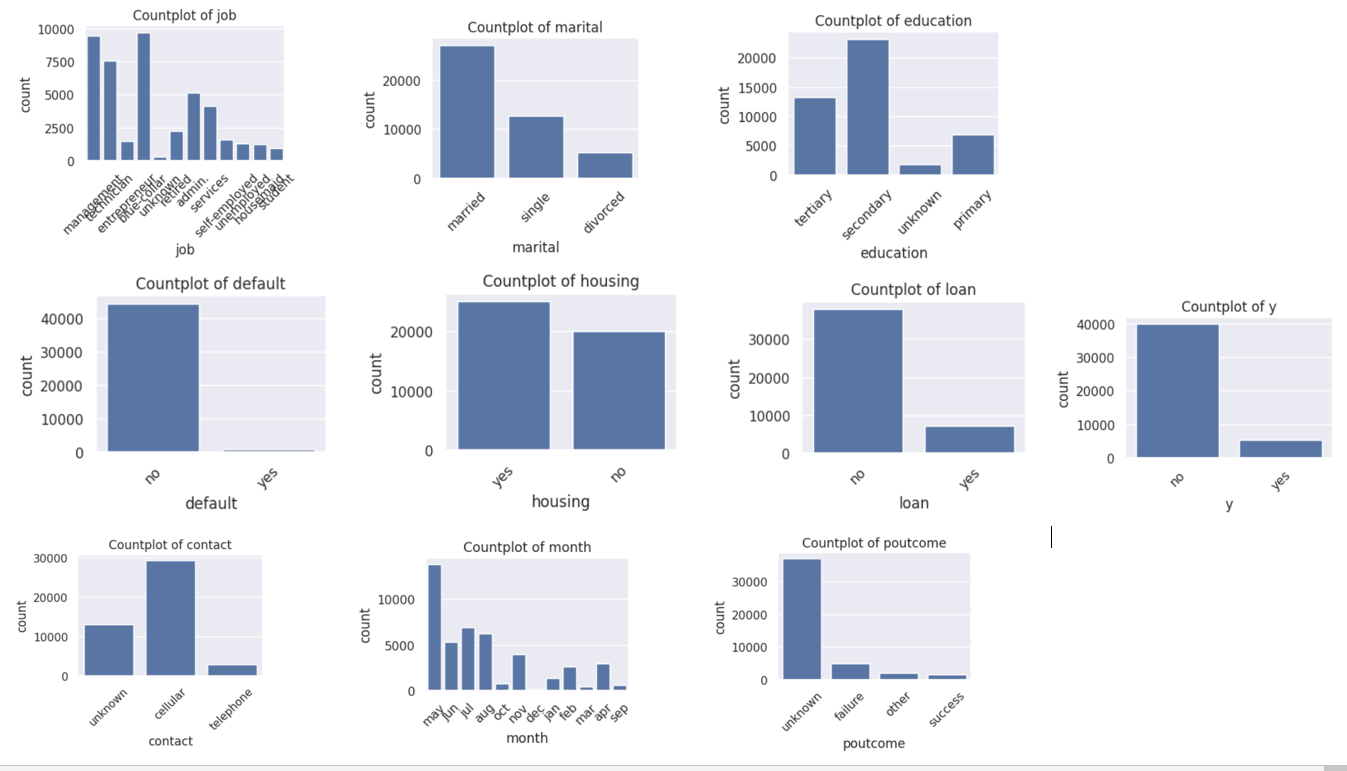 Countplot of job
10000
7500
5000
2500
0
count
management
technician
entrepreneur
blue-collar
unknown
retired
admin.
services
self-employed
unemployed
housemaid
student
job
Countplot of marital
20000
10000
0
count
married
single
divorced
marital
Countplot of education
20000
15000
10000
5000
0
count
tertiary
secondary
unknown
primary
education
Countplot of default
40000
30000
20000
10000
0
count
no
yes
default
Countplot of housing
20000
10000
0
count
yes
no
housing
Countplot of loan
30000
20000
10000
0
count
no
yes
loan
Countplot of y
40000
30000
20000
10000
0
count
no
yes
y
Countplot of contact
30000
20000
10000
0
count
unknown
cellular
telephone
contact
Countplot of month
10000
5000
0
count
may
jun
jul
aug
oct
nov
dec
jan
feb
mar
apr
sep
month
Countplot of poutcome
30000
20000
10000
0
count
unknown
failure
other
success
poutcome